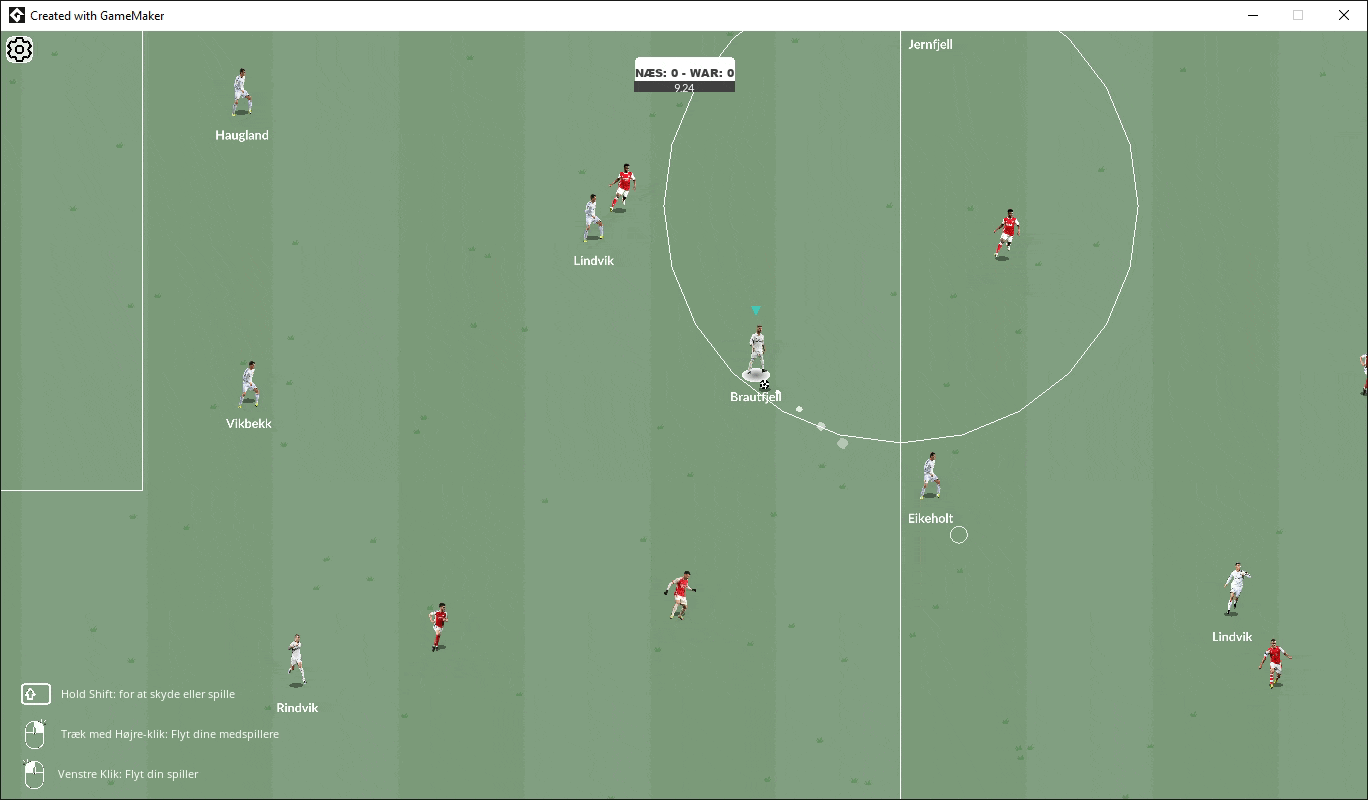 Created with GameMaker
Jernfjell
NÆS: 0 - WAR: 0
9.24
Haugland
Lindvik
Brautfjell
Vikbekk
Eikeholt
Lindvik
Rindvik
Hold Shift: for at skyde eller spille
Træk med Højre-klik: Flyt dine medspillere
Venstre Klik: Flyt din spiller